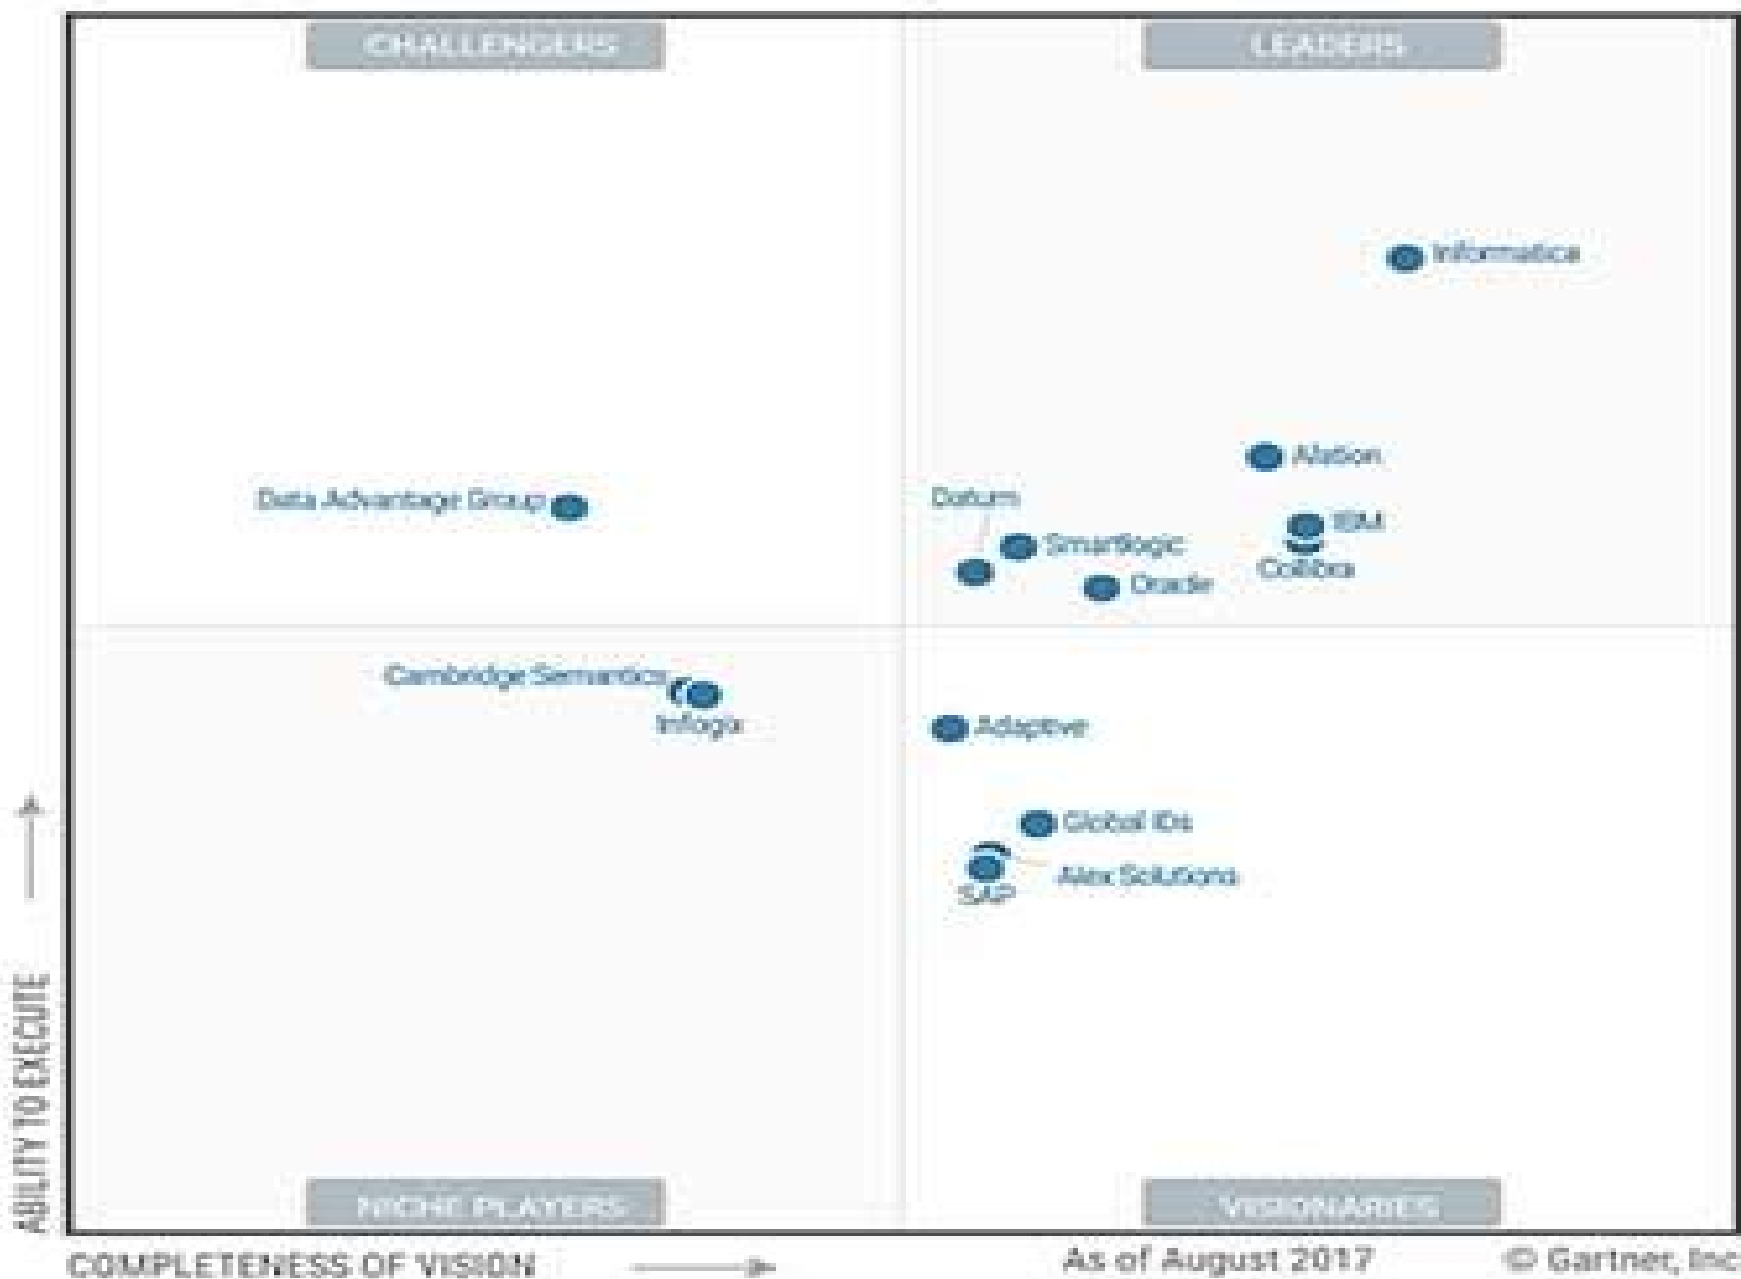 CHALLENGERS
LEADERS
Informatica
Alation
Data Advantage Group
Datum
IBM
Smartlogic
Collibra
Oracle
Cambridge Semantics
Infogix
Adaptive
Global IDs
Alex Solutions
SAP
ABILITY TO EXECUTE
NICHE PLAYERS
VISIONARIES
COMPLETENESS OF VISION
As of August 2017
© Gartner, Inc